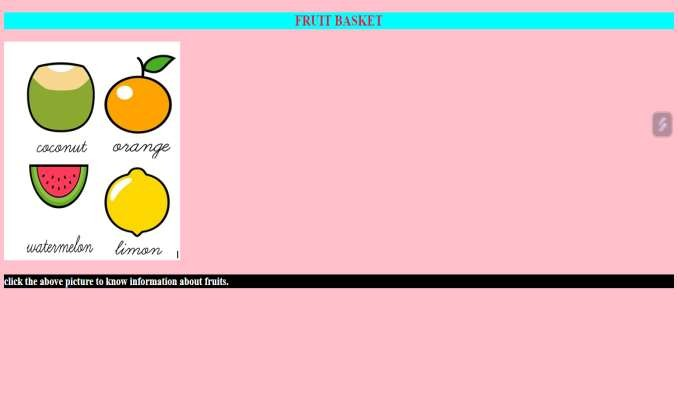 FRUIT BASKET
coconut orange
watermelon limon
click the above picture to know information about fruits.